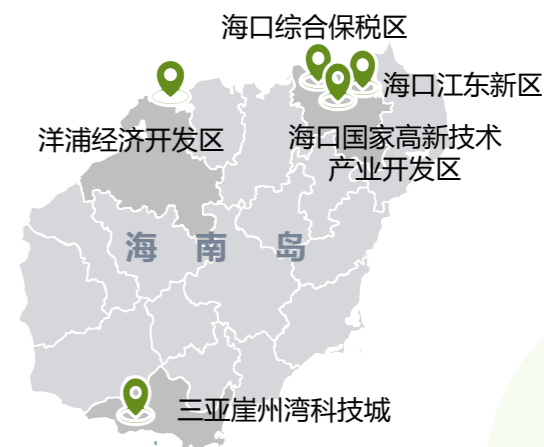 海口综合保税区
海口江东新区
洋浦经济开发区
海口国家高新技术
产业开发区
海 南 岛
三亚崖州湾科技城